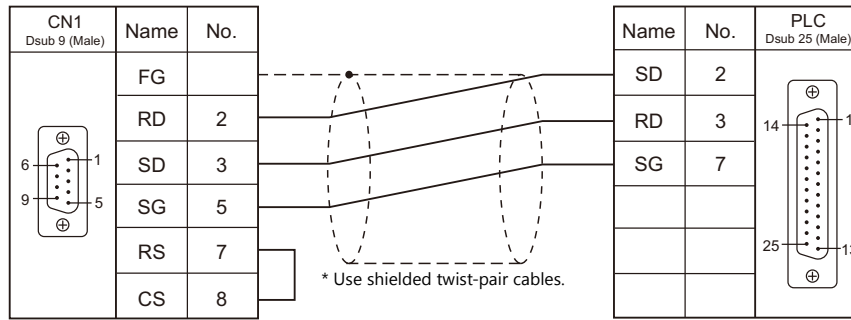 CN1
Dsub 9 (Male)
Name
No.
FG
RD
2
SD
3
SG
5
RS
7
CS
8
6
1
9
5
* Use shielded twist-pair cables.
Name
No.
PLC
Dsub 25 (Male)
SD
2
RD
3
SG
7
14
1
25
13